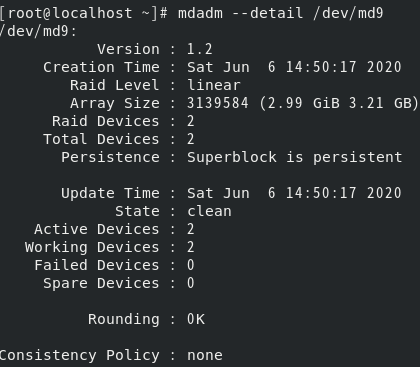 [root@localhost ~]# mdadm --detail /dev/md9
/dev/md9:
Version : 1.2
Creation Time : Sat Jun  6 14:50:17 2020
Raid Level : linear
Array Size : 3139584 (2.99 GiB 3.21 GB)
Raid Devices : 2
Total Devices : 2
Persistence : Superblock is persistent
Update Time : Sat Jun  6 14:50:17 2020
State : clean
Active Devices : 2
Working Devices : 2
Failed Devices : 0
Spare Devices : 0
Rounding : 0K
Consistency Policy : none